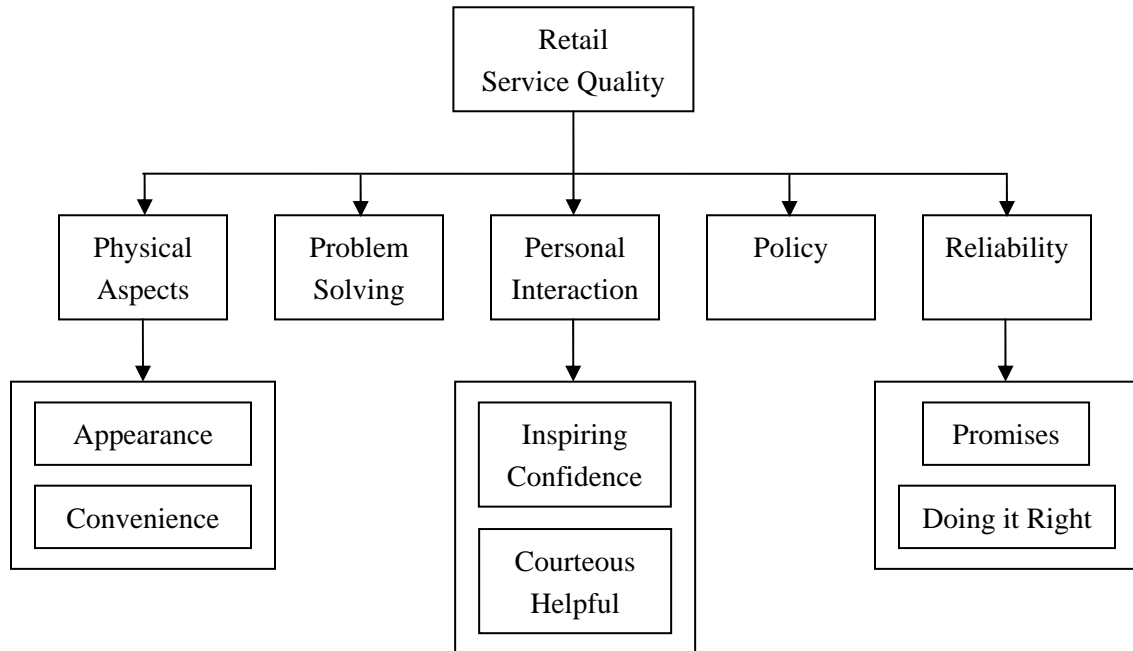 Retail
Service Quality
Physical
Aspects
Problem
Solving
Personal
Interaction
Policy
Reliability
Appearance
Convenience
Inspiring
Confidence
Courteous
Helpful
Promises
Doing it Right